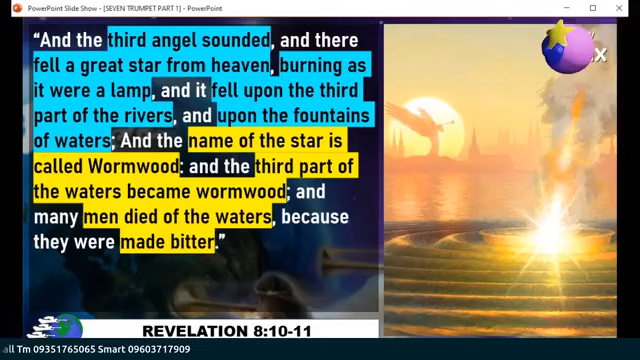 PowerPoint Slide Show - [SEVEN TRUMPET PART 1] - PowerPoint
“And the third angel sounded, and there
fell a great star from heaven, burning as
it were a lamp, and it fell upon the third
part of the rivers, and upon the fountains
of waters; And the name of the star is
called Wormwood: and the third part of
the waters became wormwood; and
many men died of the waters, because
they were made bitter.”
REVELATION 8:10-11
all Tm 09351765065 Smart 09603717909